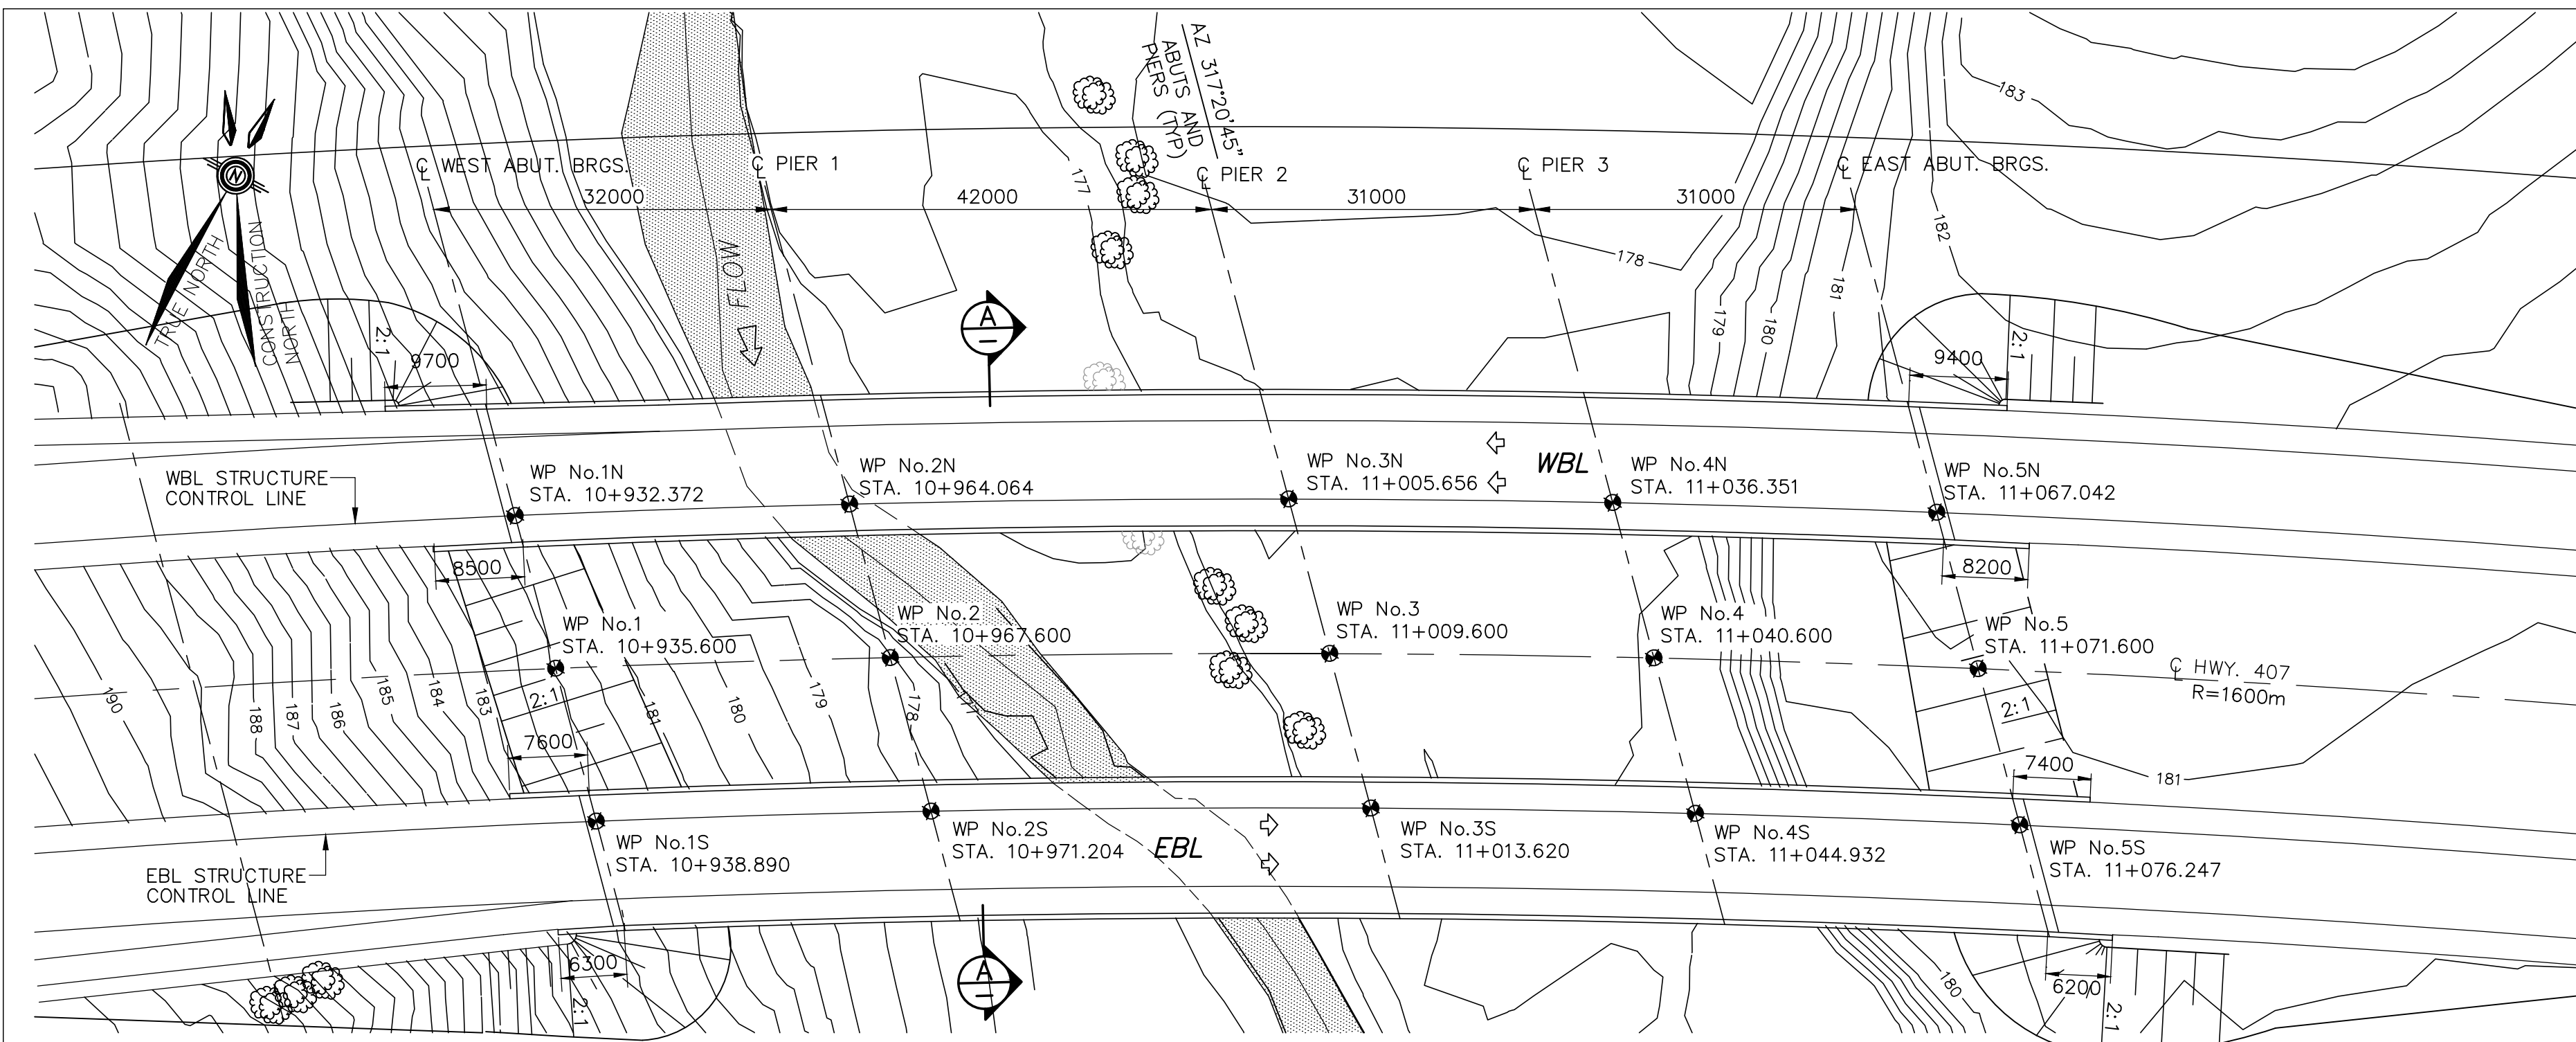 AZ 317°20'45"
ABUTS AND
PIERS (TYP)
183
℄ WEST ABUT. BRGS.
℄ PIER 1
℄ PIER 2
℄ PIER 3
℄ EAST ABUT. BRGS.
32000
42000
31000
31000
177
178
182
181
179
180
N
TRUE NORTH
CONSTRUCTION
NORTH
FLOW
A
2:1
9700
9400
2:1
WBL STRUCTURE
CONTROL LINE
WP No.1N
STA. 10+932.372
WP No.2N
STA. 10+964.064
WP No.3N
STA. 11+005.656
WBL
WP No.4N
STA. 11+036.351
WP No.5N
STA. 11+067.042
8500
8200
WP No.1
STA. 10+935.600
WP No.2
STA. 10+967.600
WP No.3
STA. 11+009.600
WP No.4
STA. 11+040.600
WP No.5
STA. 11+071.600
℄ HWY. 407
R=1600m
190
188
187
186
185
184
183
2:1
181
180
179
178
177
2:1
7600
7400
181
WP No.1S
STA. 10+938.890
WP No.2S
STA. 10+971.204
EBL
WP No.3S
STA. 11+013.620
WP No.4S
STA. 11+044.932
WP No.5S
STA. 11+076.247
EBL STRUCTURE
CONTROL LINE
6300
2:1
A
180
6200
2:1